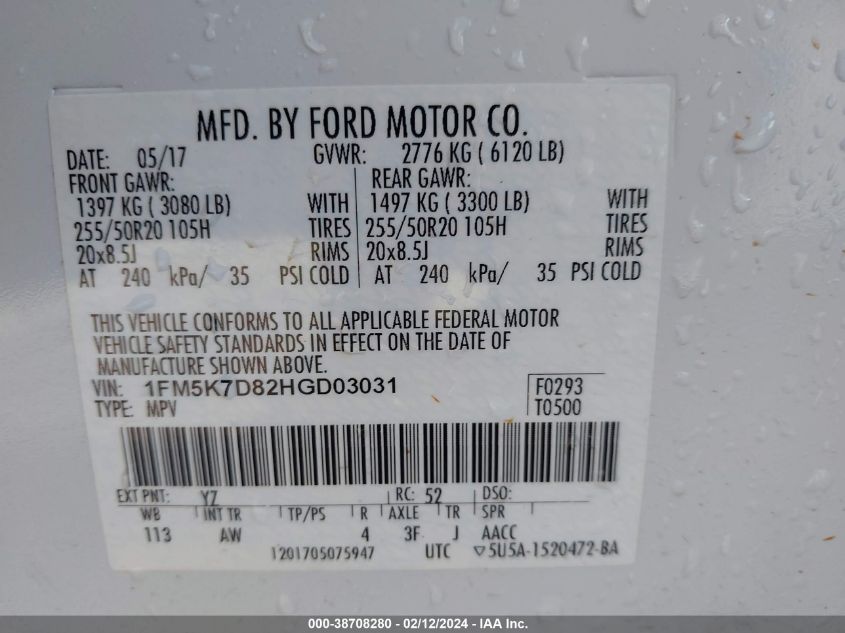 MFD. BY FORD MOTOR CO.
DATE: 05/17 GVWR: 2776 KG ( 6120 LB)
FRONT GAWR: REAR GAWR:
1397 KG ( 3080 LB) WITH 1497 KG ( 3300 LB) WITH
255/50R20 105H TIRES 255/50R20 105H TIRES
20x8.5J RIMS 20x8.5J RIMS
AT 240 kPa/ 35 PSI COLD AT 240 kPa/ 35 PSI COLD
THIS VEHICLE CONFORMS TO ALL APPLICABLE FEDERAL MOTOR
VEHICLE SAFETY STANDARDS IN EFFECT ON THE DATE OF
MANUFACTURE SHOWN ABOVE.
VIN: 1FM5K7D82HGD03031 F0293
TYPE: MPV T0500
EXT PNT: YZ RC: 52 DSO:
WB INT TR TP/PS R AXLE TR SPR
113 AW 4 3F J AACC
1201705075947 UTC ▽5U5A-1520472-BA
000-38708280 - 02/12/2024 - IAA Inc.